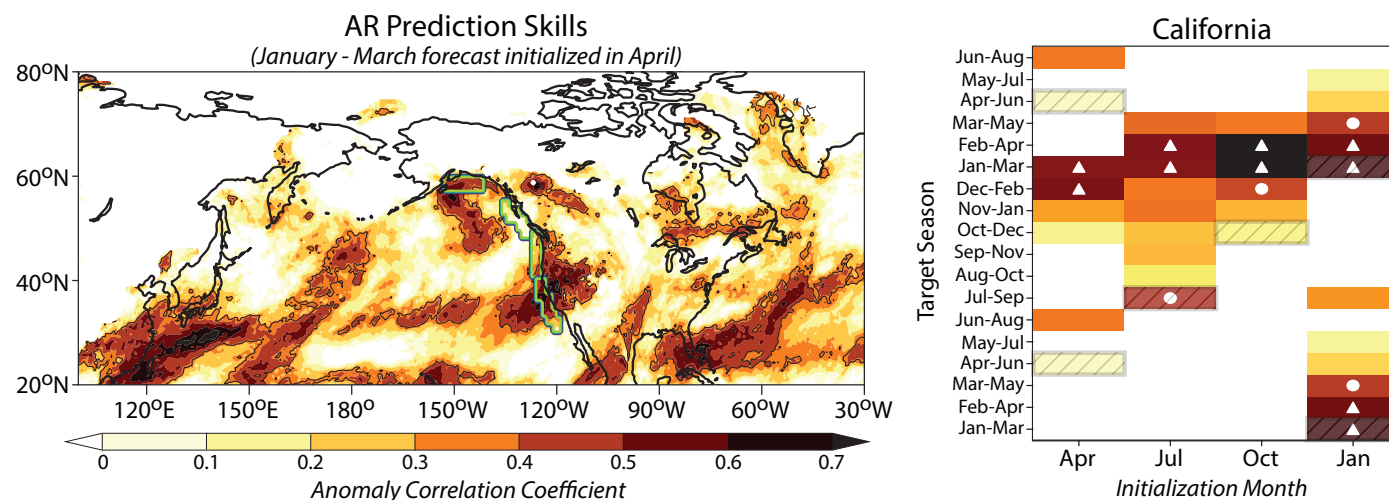 AR Prediction Skills
(January - March forecast initialized in April)
80°N
60°N
40°N
20°N
120°E
150°E
180°
150°W
120°W
90°W
60°W
30°W
0
0.1
0.2
0.3
0.4
0.5
0.6
0.7
Anomaly Correlation Coefficient
California
Target Season
Jun-Aug
May-Jul
Apr-Jun
Mar-May
Feb-Apr
Jan-Mar
Dec-Feb
Nov-Jan
Oct-Dec
Sep-Nov
Aug-Oct
Jul-Sep
Jun-Aug
May-Jul
Apr-Jun
Mar-May
Feb-Apr
Jan-Mar
Apr
Jul
Oct
Jan
Initialization Month